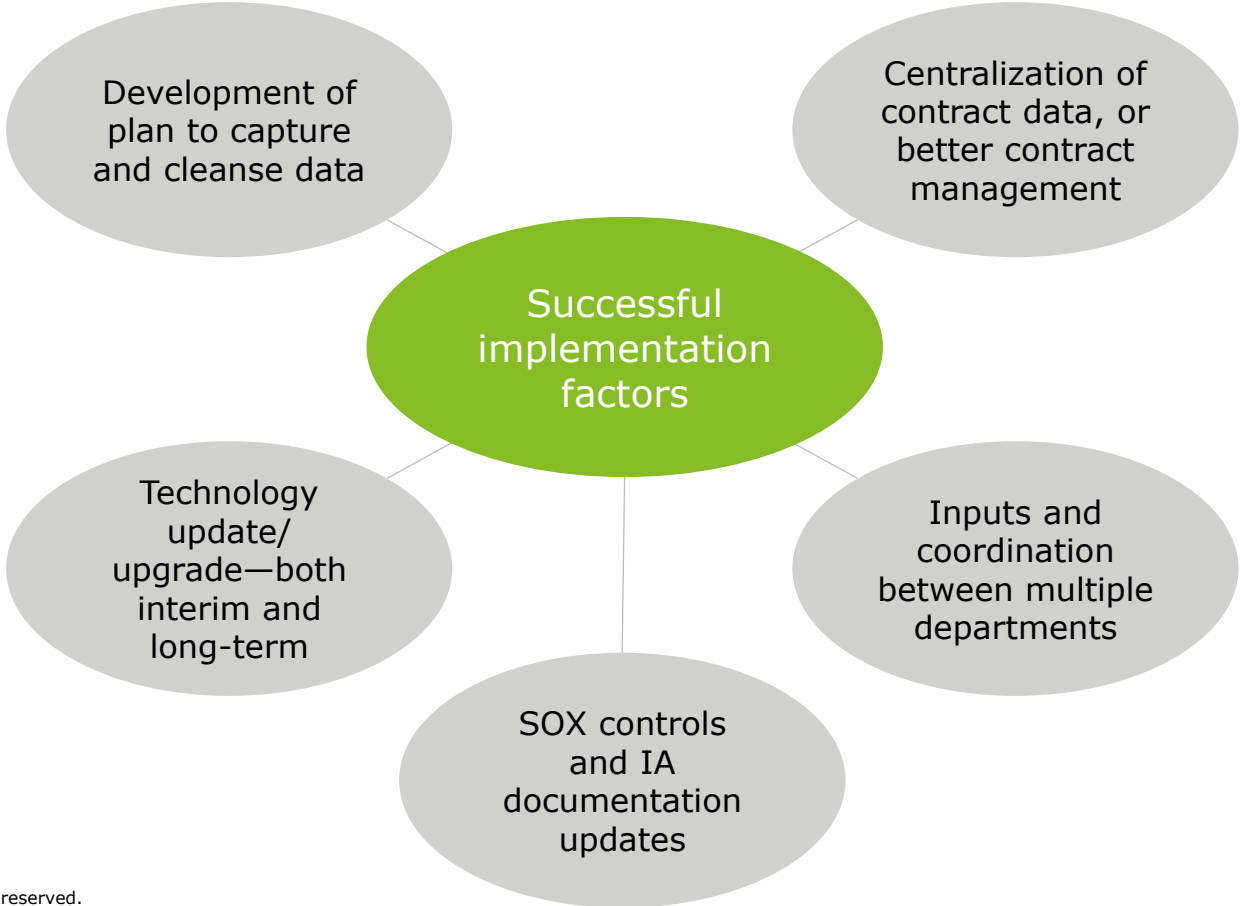 Development of
plan to capture
and cleanse data
Centralization of
contract data, or
better contract
management
Successful
implementation
factors
Technology
update/
upgrade—both
interim and
long-term
Inputs and
coordination
between multiple
departments
SOX controls
and IA
documentation
updates
reserved.